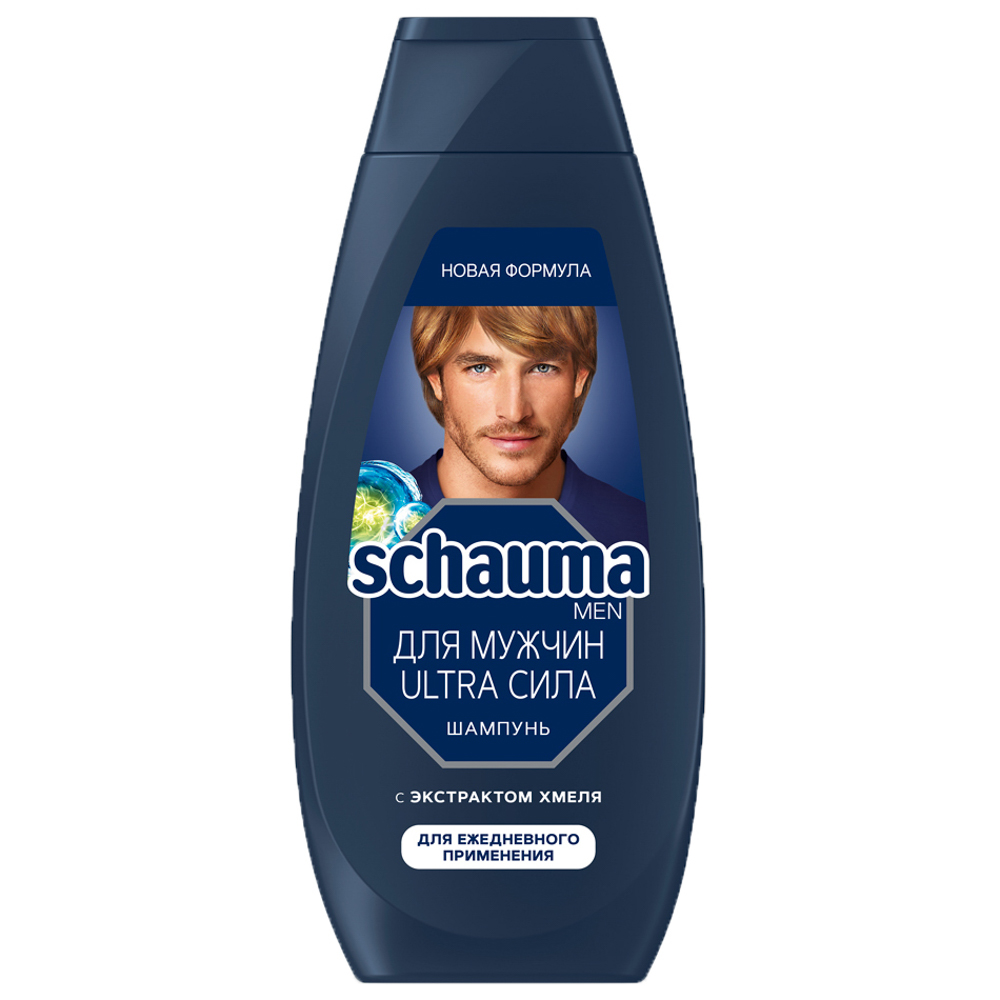 НОВАЯ ФОРМУЛА
schauma
MEN
ДЛЯ МУЖЧИН
ULTRA СИЛА
ШАМПУНЬ
С ЭКСТРАКТОМ ХМЕЛЯ
ДЛЯ ЕЖЕДНЕВНОГО
ПРИМЕНЕНИЯ